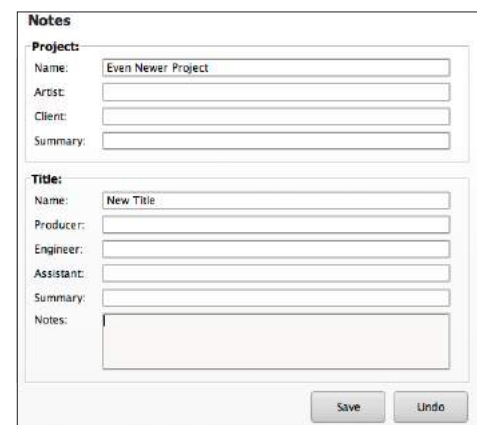 Notes
Project:
Name: Even Newer Project
Artist:
Client:
Summary:
Title:
Name: New Title
Producer:
Engineer:
Assistant:
Summary:
Notes:
Save Undo